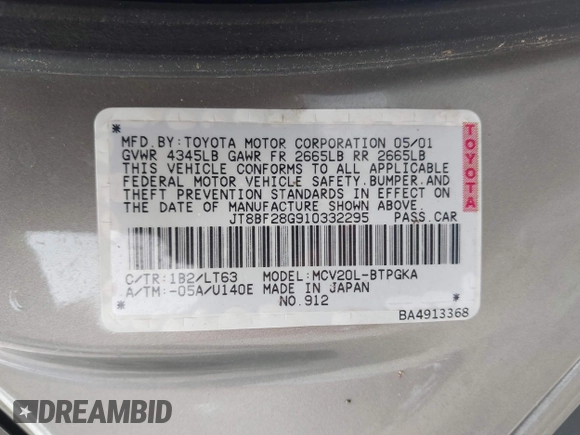 MFD. BY: TOYOTA MOTOR CORPORATION 05/01
GVWR 4345LB GAWR FR 2665LB RR 2665LB
THIS VEHICLE CONFORMS TO ALL APPLICABLE
FEDERAL MOTOR VEHICLE SAFETY, BUMPER, AND
THEFT PREVENTION STANDARDS IN EFFECT ON
THE DATE OF MANUFACTURE SHOWN ABOVE.
JT8BF28G910332295 PASS. CAR
TOYOTA
C/TR: 1B2/LT63 MODEL: MCV20L-BTPGKA
A/TM: -05A/U140E MADE IN JAPAN
NO. 912
BA4913368
DREAMBID